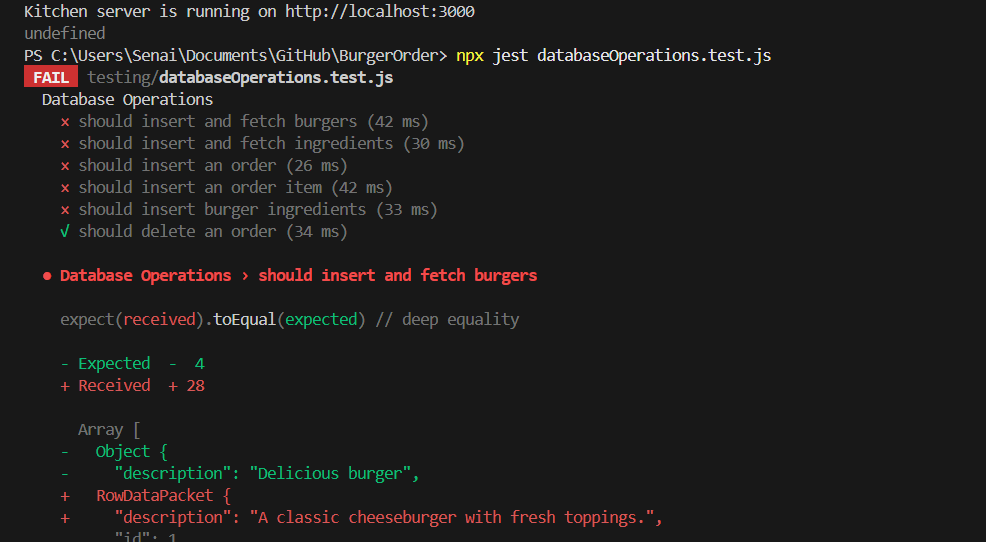 Kitchen server is running on http://localhost:3000
undefined
PS C:\Users\Senai\Documents\GitHub\BurgerOrder> npx jest databaseOperations.test.js
FAIL testing/databaseOperations.test.js
Database Operations
× should insert and fetch burgers (42 ms)
× should insert and fetch ingredients (30 ms)
× should insert an order (26 ms)
× should insert an order item (42 ms)
× should insert burger ingredients (33 ms)
√ should delete an order (34 ms)
● Database Operations › should insert and fetch burgers
expect(received).toEqual(expected) // deep equality
- Expected - 4
+ Received + 28
Array [
- Object {
- "description": "Delicious burger",
+ RowDataPacket {
+ "description": "A classic cheeseburger with fresh toppings.",
"id": 1